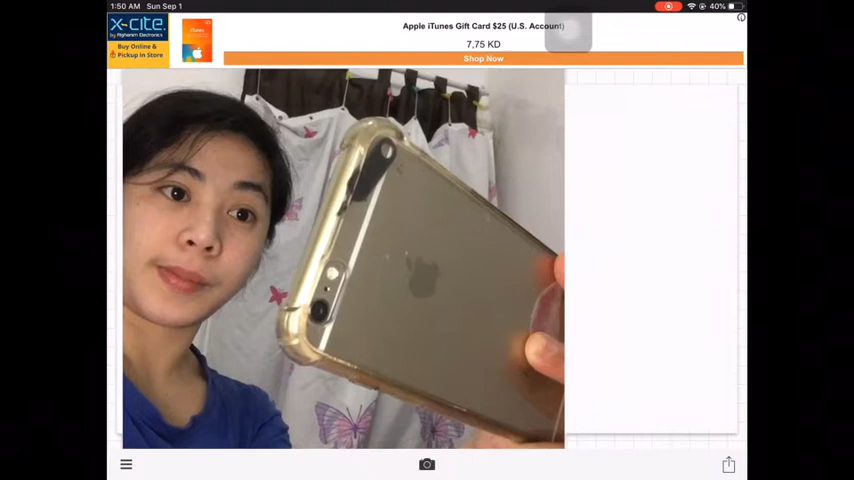 1:50 AM Sun Sep 1
40%
x-cite
by Alghanim Electronics
Buy Online &
Pickup In Store
iTunes
Apple iTunes Gift Card $25 (U.S. Account)
7,75 KD
Shop Now